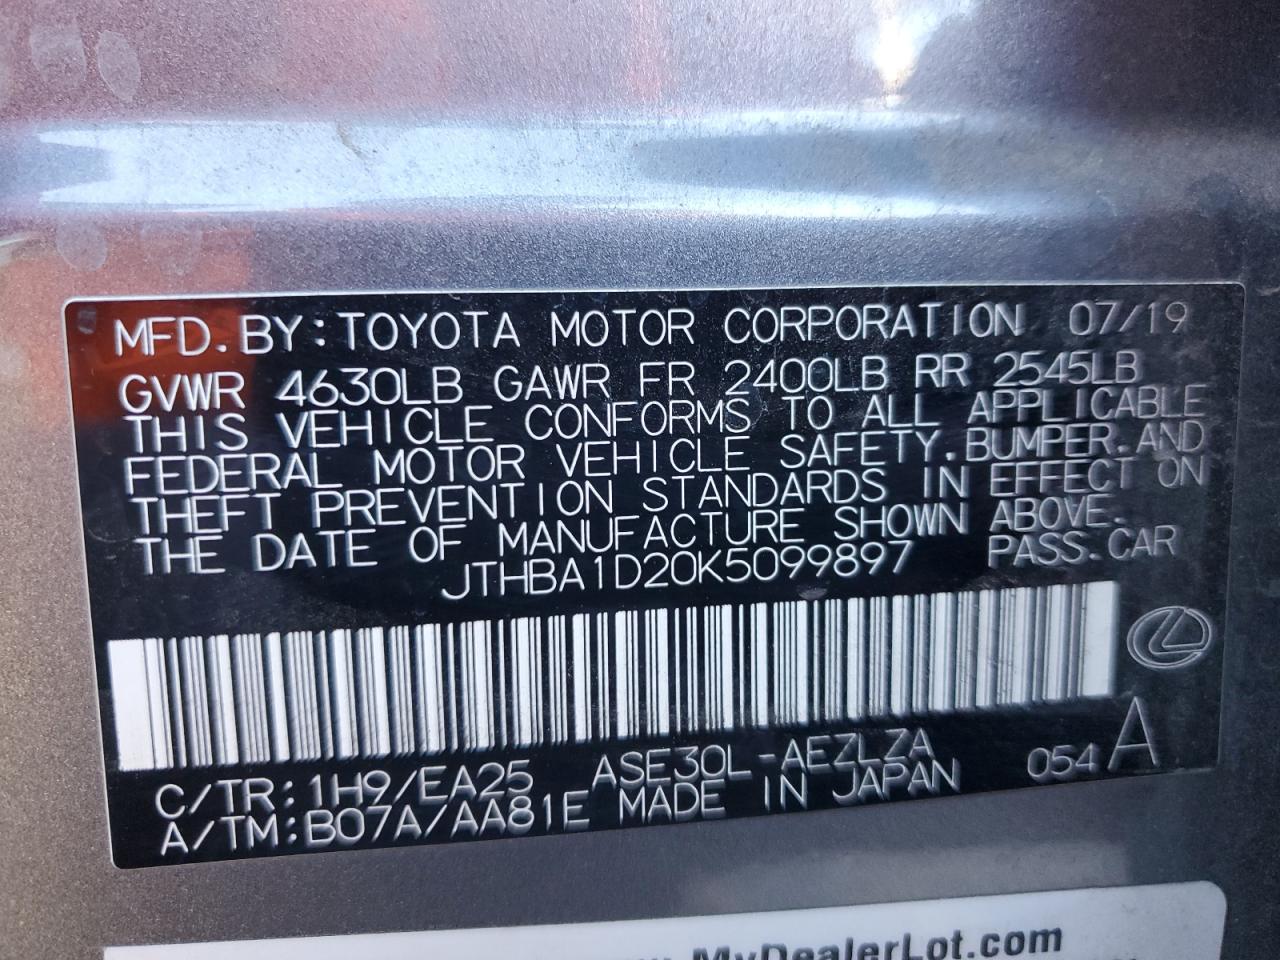 MFD. BY: TOYOTA MOTOR CORPORATION 07/19
GVWR 4630LB GAWR FR 2400LB RR 2545LB
THIS VEHICLE CONFORMS TO ALL APPLICABLE
FEDERAL MOTOR VEHICLE SAFETY. BUMPER. AND
THEFT PREVENTION STANDARDS IN EFFECT ON
THE DATE OF MANUFACTURE SHOWN ABOVE.
JTHBA1D20K5099897 PASS. CAR
C/TR: 1H9/EA25 ASE30L-AEZLZA
A/TM: B07A/AA81E MADE IN JAPAN 054 A
MyDealerLot.com